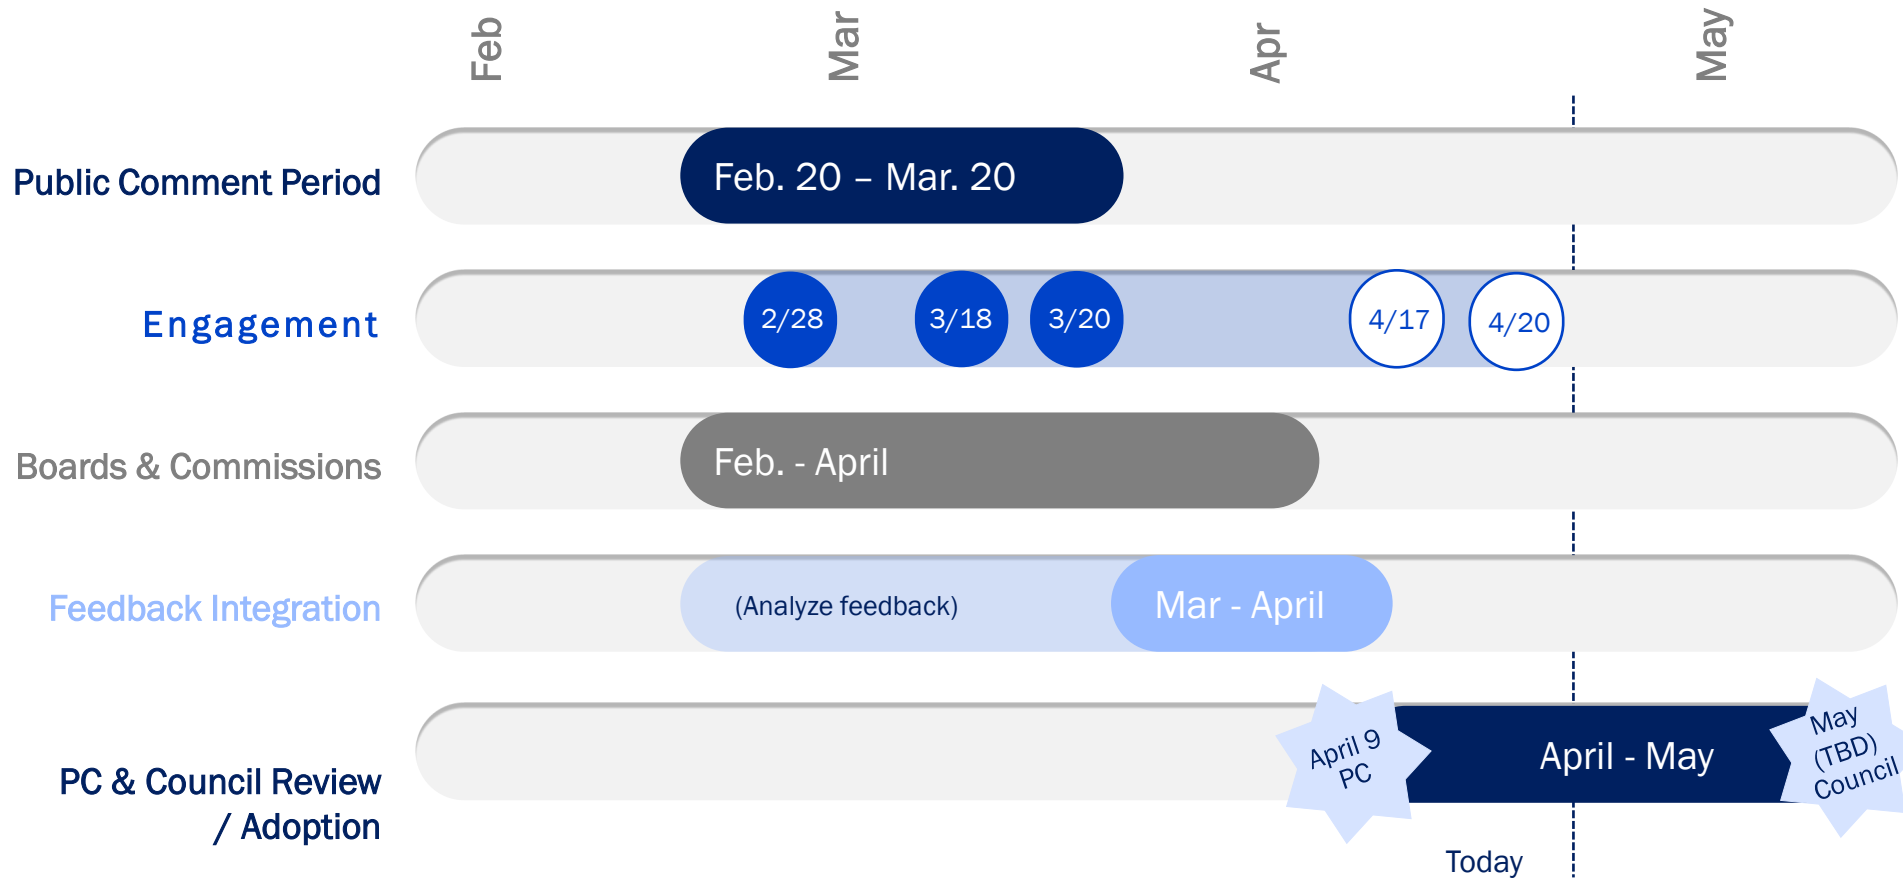 Feb
Mar
Apr
May
Public Comment Period
Feb. 20 – Mar. 20
Engagement
2/28
3/18
3/20
4/17
4/20
Boards & Commissions
Feb. - April
Feedback Integration
(Analyze feedback)
Mar - April
PC & Council Review
/ Adoption
April 9
PC
April - May
May
(TBD)
Council
Today